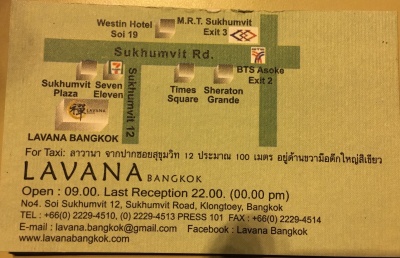 Westin Hotel
Soi 19
M.R.T. Sukhumvit
Exit 3
Sukhumvit Rd.
Sukhumvit
Plaza
Seven
Eleven
Sukhumvit 12
Times
Square
Sheraton
Grande
BTS Asoke
Exit 2
LAVANA BANGKOK
For Taxi: ลาวานา จากปากซอยสุขุมวิท 12 ประมาณ 100 เมตร อยู่ด้านขวามือตึกใหญ่สีเขียว
LAVANA BANGKOK
Open : 09.00. Last Reception 22.00. (00.00 pm)
No4. Soi Sukhumvit 12, Sukhumvit Road, Klongtoey, Bangkok
TEL : +66(0) 2229-4510, (0) 2229-4513 PRESS 101 FAX : +66(0) 2229-4514
E-mail : lavana.bangkok@gmail.com Facebook : Lavana Bangkok
www.lavanabangkok.com